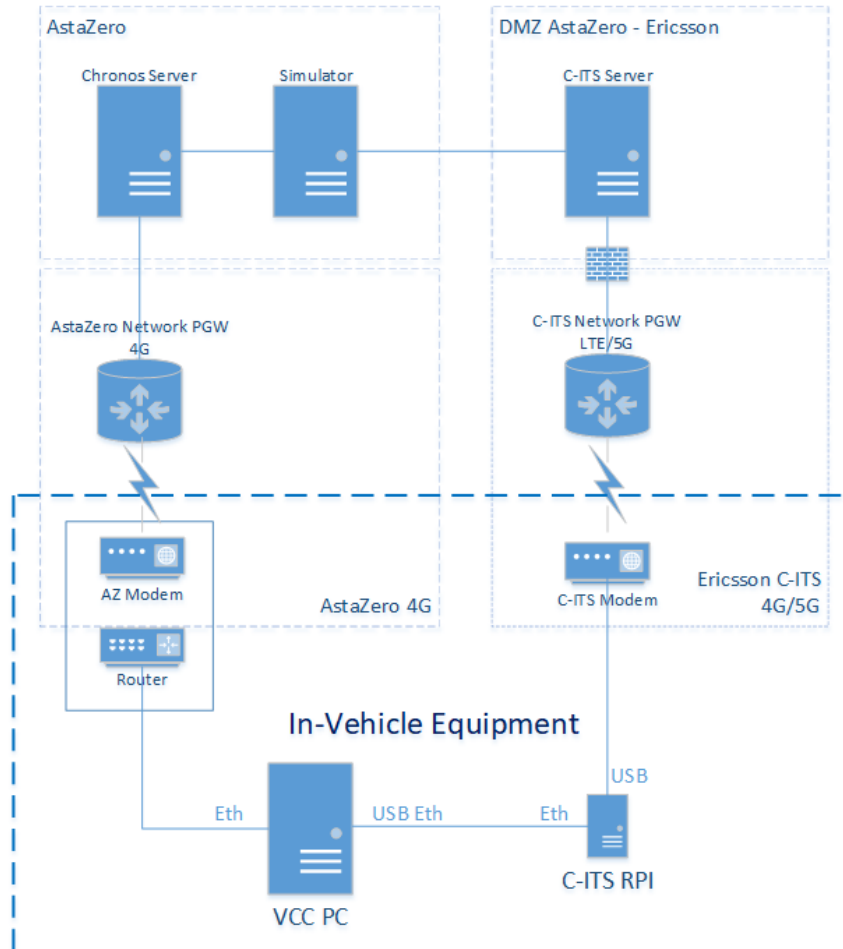 AstaZero
DMZ AstaZero - Ericsson
Chronos Server
Simulator
C-ITS Server
AstaZero Network PGW
4G
C-ITS Network PGW
LTE/5G
AZ Modem
C-ITS Modem
AstaZero 4G
Ericsson C-ITS
4G/5G
Router
In-Vehicle Equipment
USB
Eth
USB Eth
Eth
C-ITS RPI
VCC PC